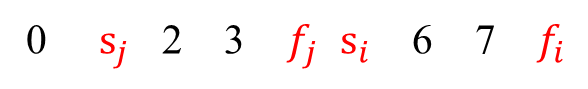 0 sⱼ 2 3 fⱼ sᵢ 6 7 fᵢ